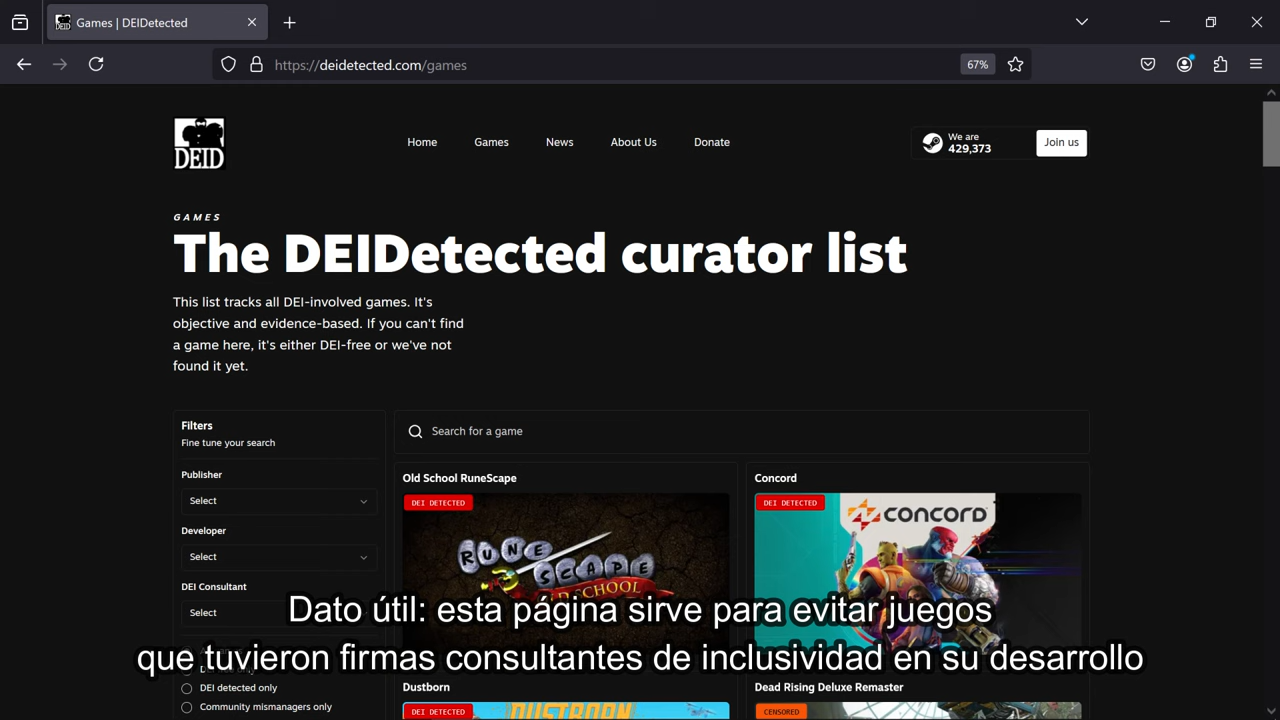 Games | DEIDetected
https://deidetected.com/games
67%
DEID
Home
Games
News
About Us
Donate
We are
429,373
Join us
GAMES
The DEIDetected curator list
This list tracks all DEI-involved games. It's
objective and evidence-based. If you can't find
a game here, it's either DEI-free or we've not
found it yet.
Filters
Fine tune your search
Publisher
Select
Developer
Select
DEI Consultant
Select
DEI detected only
Community mismanagers only
Search for a game
Old School RuneScape
DEI DETECTED
RUNE
SCAPE
OLD SCHOOL
Concord
DEI DETECTED
CONCORD
Dustborn
DEI DETECTED
DUSTBORN
Dead Rising Deluxe Remaster
CENSORED
Dato útil: esta página sirve para evitar juegos
que tuvieron firmas consultantes de inclusividad en su desarrollo